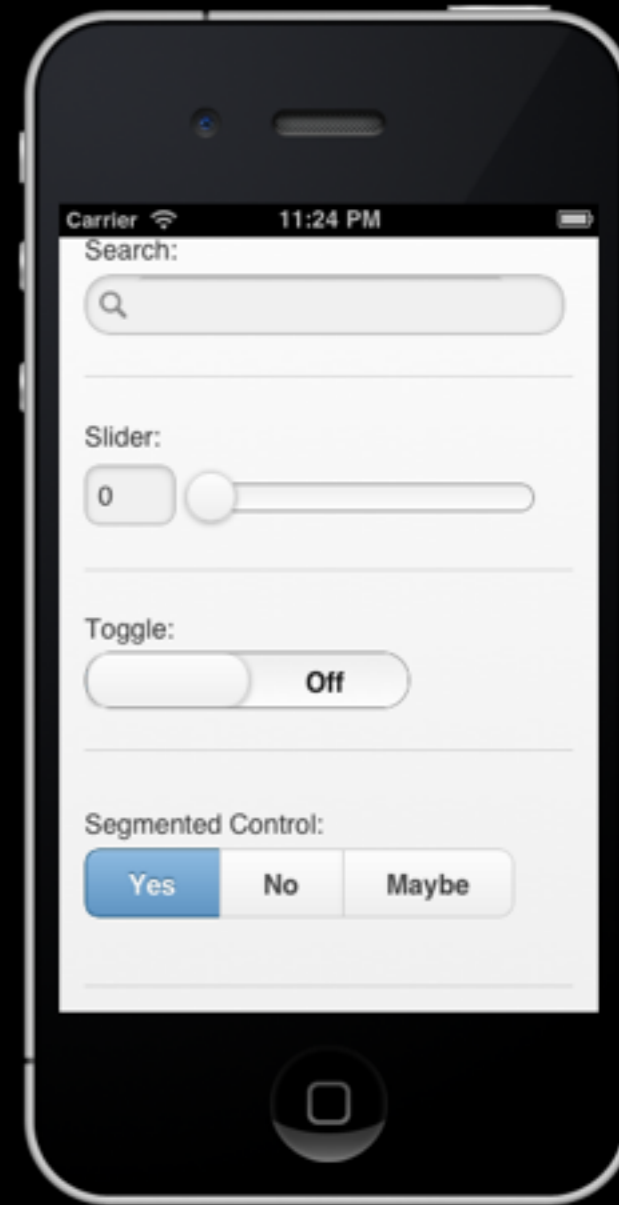 Carrier 11:24 PM
Search:
Slider:
0
Toggle:
Off
Segmented Control:
Yes No Maybe